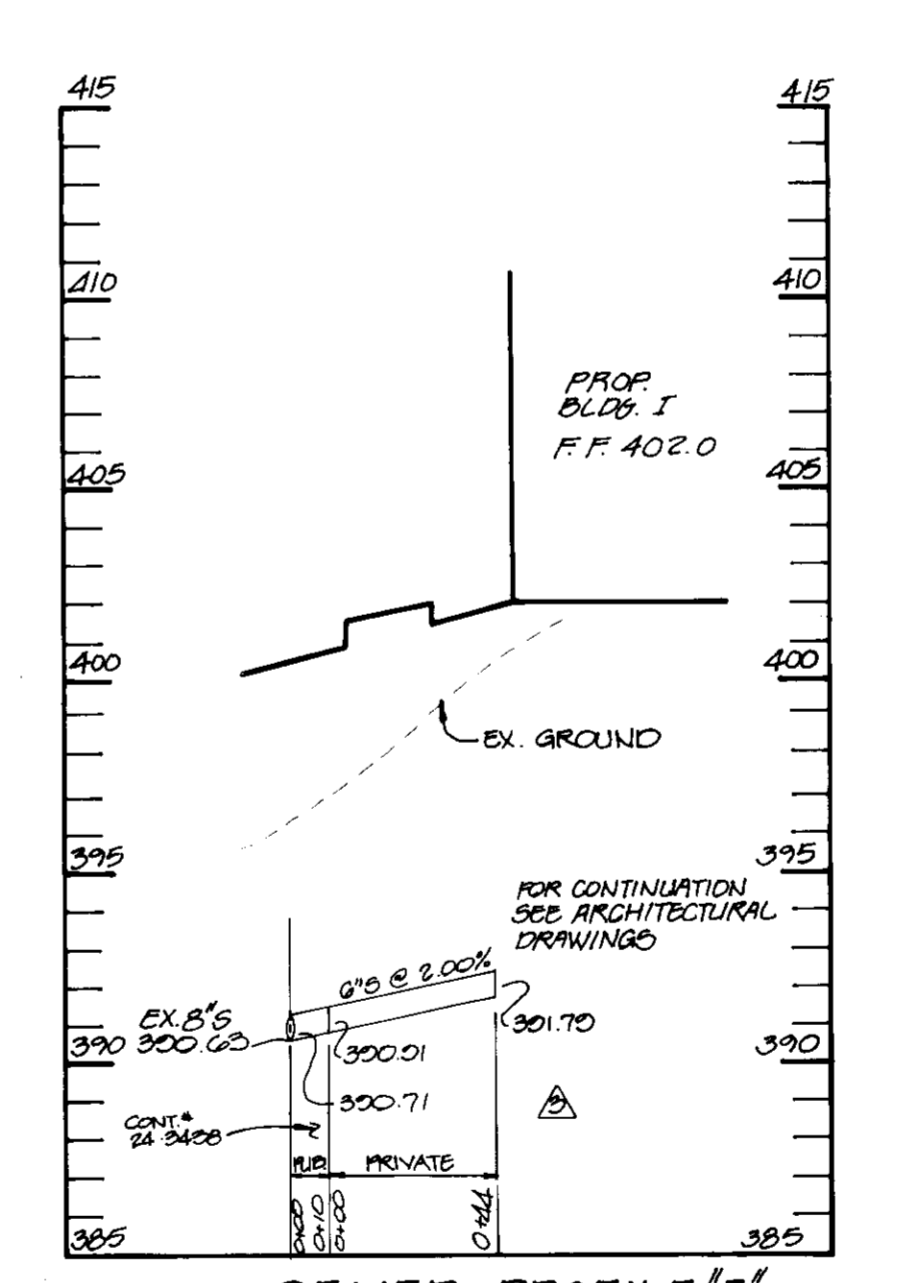 415
415
410
410
PROP.
BLDG. I
F.F. 402.0
405
405
400
400
EX. GROUND
395
395
FOR CONTINUATION
SEE ARCHITECTURAL
DRAWINGS
6"S @ 2.00%
EX. 8"S
390.63
391.79
390
390
390.91
390.71
3
CONT.#
24-3438
PUB.
PRIVATE
0+00
0+10
0+00
0+44
385
385